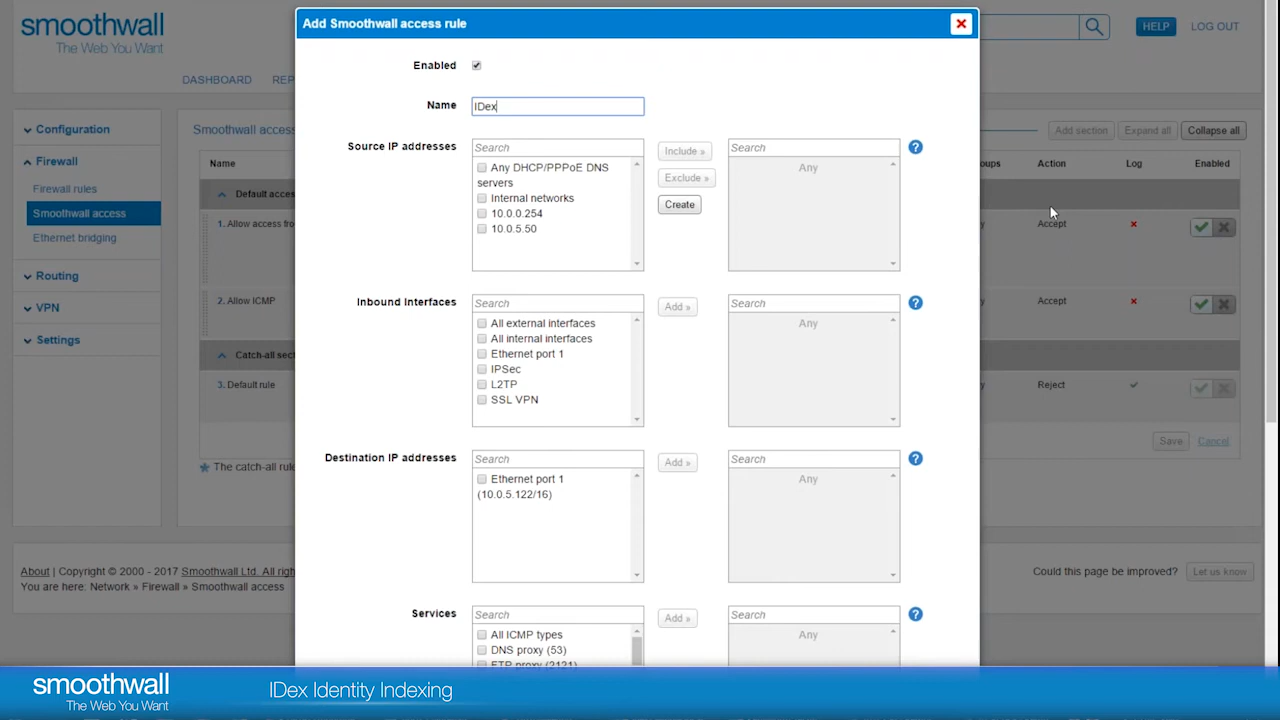 Add Smoothwall access rule
smoothwall
The Web You Want
HELP
LOG OUT
DASHBOARD
REP
Enabled
Name
IDex
Configuration
Firewall
Firewall rules
Smoothwall access
Ethernet bridging
Routing
VPN
Settings
Smoothwall access
Add section
Expand all
Collapse all
Name
oups
Action
Log
Enabled
Default acces
1. Allow access fro
y
Accept
2. Allow ICMP
y
Accept
Catch-all sect
3. Default rule
y
Reject
Save
Cancel
The catch-all rule
Source IP addresses
Search
Any DHCP/PPPoE DNS
servers
Internal networks
10.0.0.254
10.0.5.50
Include »
Exclude »
Create
Search
Any
?
Inbound Interfaces
Search
All external interfaces
All internal interfaces
Ethernet port 1
IPSec
L2TP
SSL VPN
Add »
Search
Any
?
Destination IP addresses
Search
Ethernet port 1
(10.0.5.122/16)
Add »
Search
Any
?
Services
Search
All ICMP types
DNS proxy (53)
FTP proxy (2121)
Add »
Search
Any
?
About | Copyright © 2000 - 2017 Smoothwall Ltd. All righ
You are here: Network » Firewall » Smoothwall access
Could this page be improved?
Let us know
smoothwall
The Web You Want
IDex Identity Indexing